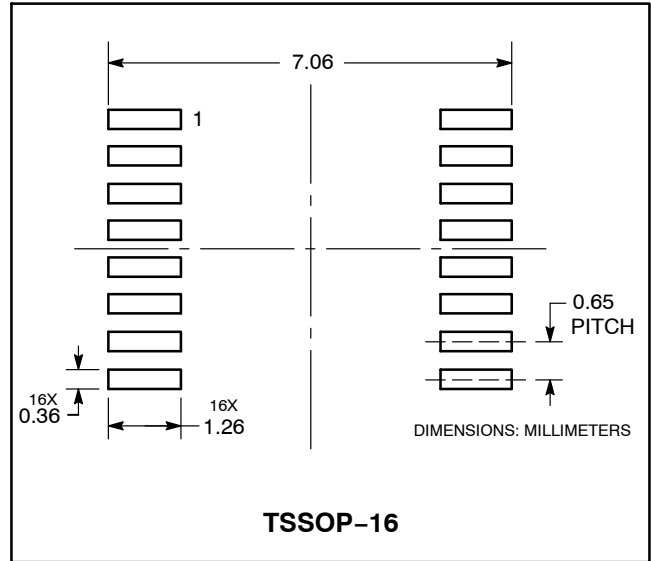 7.06
1
0.65
PITCH
16X
0.36
16X
1.26
DIMENSIONS: MILLIMETERS
TSSOP−16